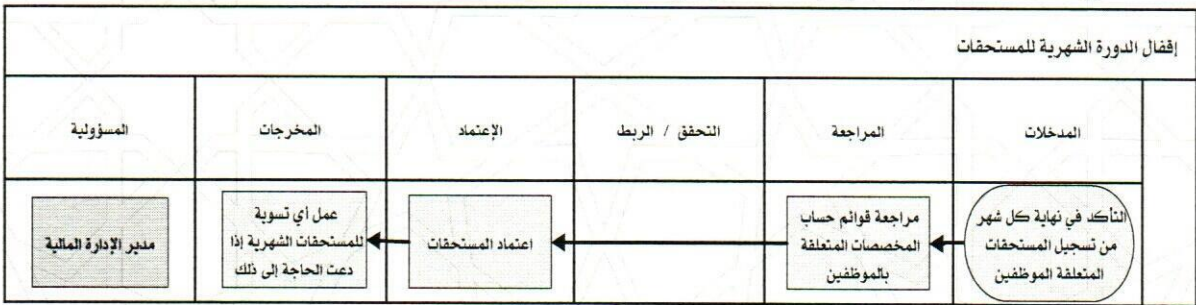 إقفال الدورة الشهرية للمستحقات
المدخلات
المراجعة
التحقق / الربط
الإعتماد
المخرجات
المسؤولية
التأكد في نهاية كل شهر
من تسجيل المستحقات
المتعلقة الموظفين
مراجعة قوائم حساب
المخصصات المتعلقة
بالموظفين
اعتماد المستحقات
عمل أي تسوية
للمستحقات الشهرية إذا
دعت الحاجة إلى ذلك
مدير الإدارة المالية